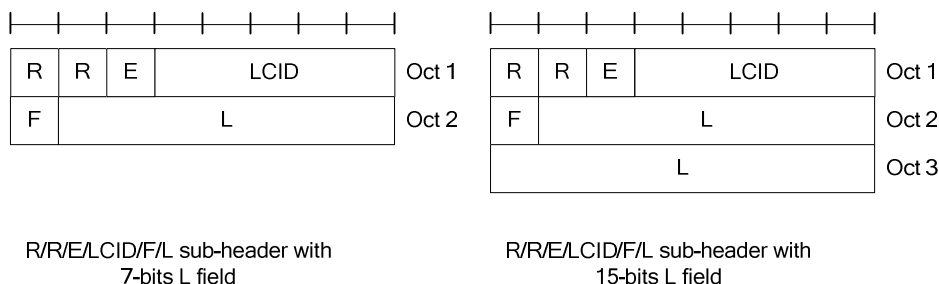 R R E LCID Oct 1
F L Oct 2
R/R/E/LCID/F/L sub-header with
7-bits L field
R R E LCID Oct 1
F L Oct 2
L Oct 3
R/R/E/LCID/F/L sub-header with
15-bits L field